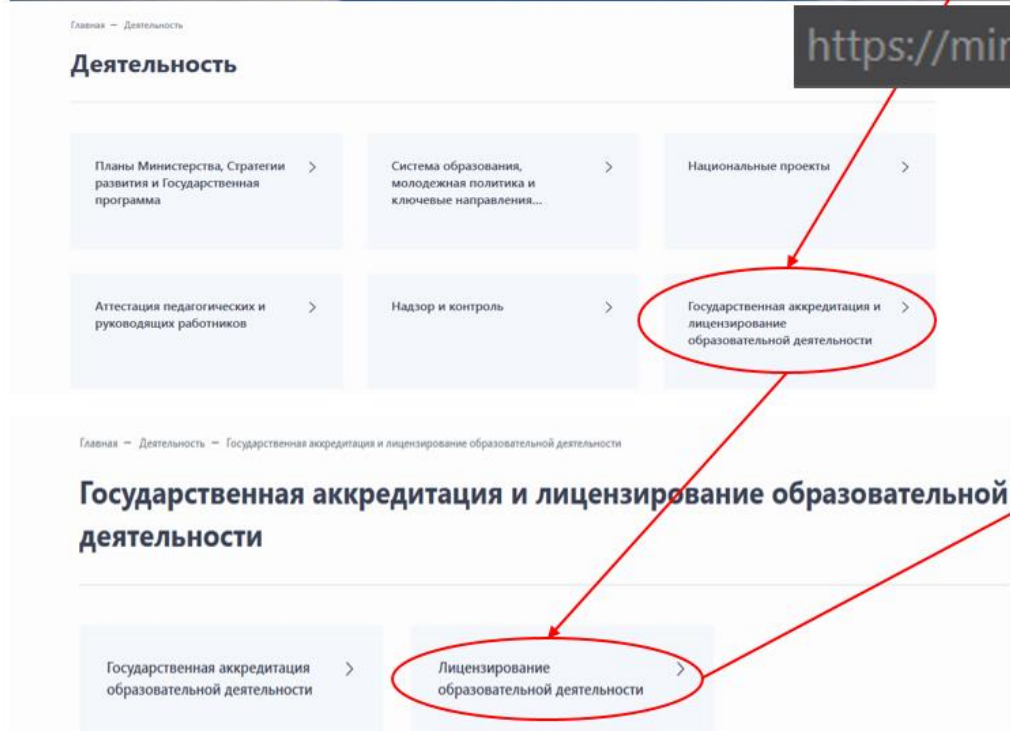 Главная — Деятельность
Деятельность
https://mi
Планы Министерства, Стратегии
развития и Государственная
программа
Система образования,
молодежная политика и
ключевые направления...
Национальные проекты
Аттестация педагогических и
руководящих работников
Надзор и контроль
Государственная аккредитация и
лицензирование
образовательной деятельности
Главная — Деятельность — Государственная аккредитация и лицензирование образовательной деятельности
Государственная аккредитация и лицензирование образовательной
деятельности
Государственная аккредитация
образовательной деятельности
Лицензирование
образовательной деятельности